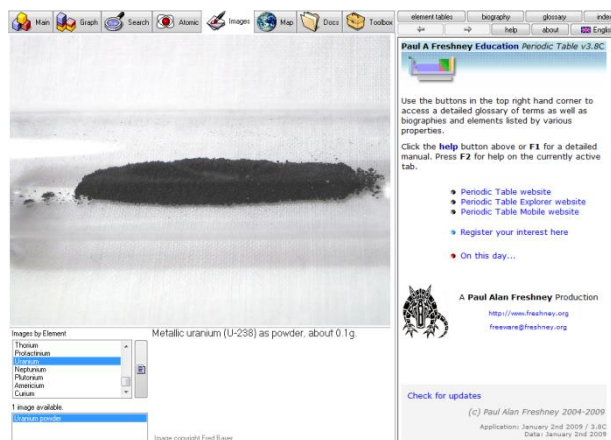 Main
Graph
Search
Atomic
Images
Map
Docs
Toolbox
element tables
biography
glossary
index
help
about
English
Paul A Freshney Education Periodic Table v3.8C
Use the buttons in the top right hand corner to
access a detailed glossary of terms as well as
biographies and elements listed by various
properties.
Click the help button above or F1 for a detailed
manual. Press F2 for help on the currently active
tab.
Periodic Table website
Periodic Table Explorer website
Periodic Table Mobile website
Register your interest here
On this day...
A Paul Alan Freshney Production
http://www.freshney.org
freeware@freshney.org
Check for updates
(c) Paul Alan Freshney 2004-2009
Application: January 2nd 2009 / 3.8C
Data: January 2nd 2009
Images by Element
Metallic uranium (U-238) as powder, about 0.1g.
Thorium
Protactinium
Uranium
Neptunium
Plutonium
Americium
Curium
1 image available.
Uranium powder
Image copyright Fred Bauer